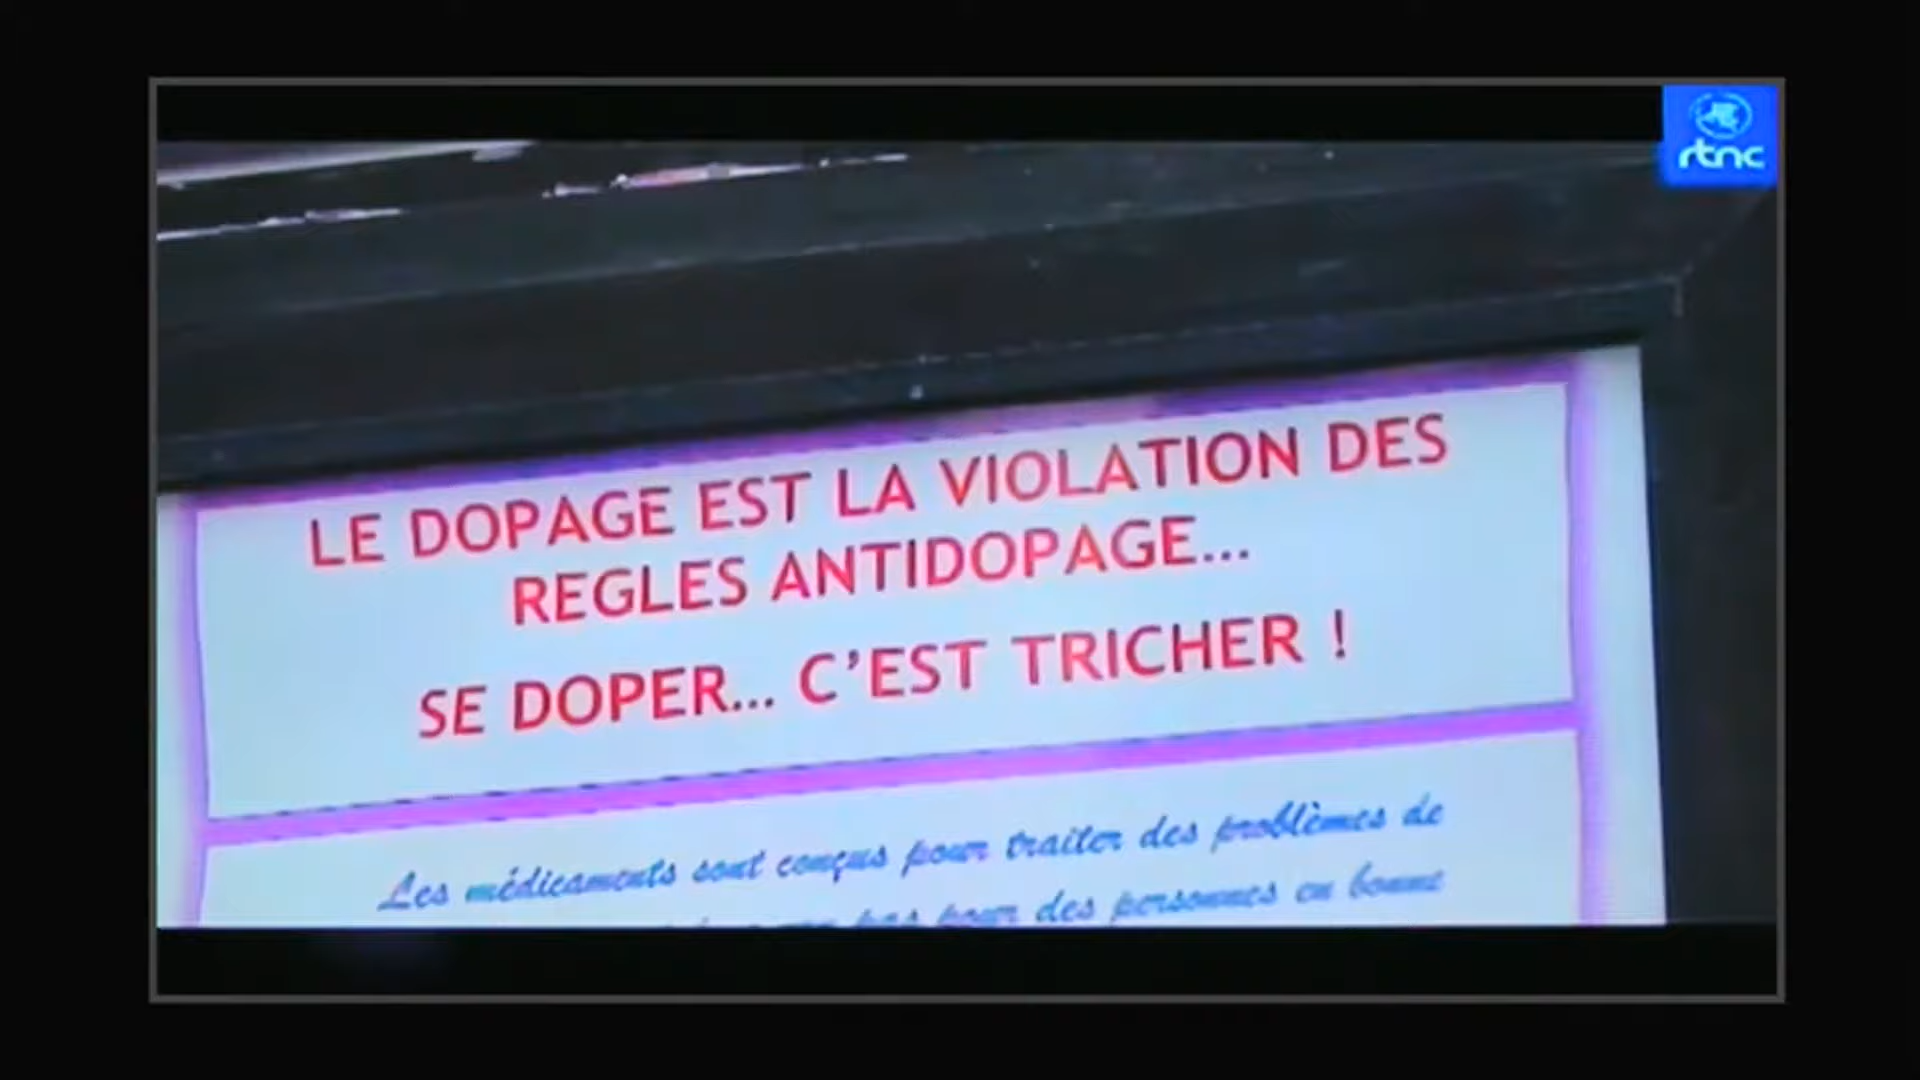 rtnc
LE DOPAGE EST LA VIOLATION DES
REGLES ANTIDOPAGE...
SE DOPER... C'EST TRICHER !
Les médicaments sont conçus pour traiter des problèmes de
pas pour des personnes en bonne